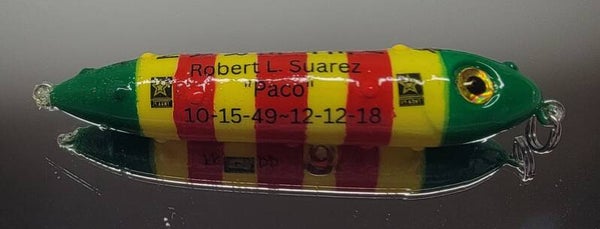 Robert L. Suarez
"Paco"
10-15-49~12-12-18